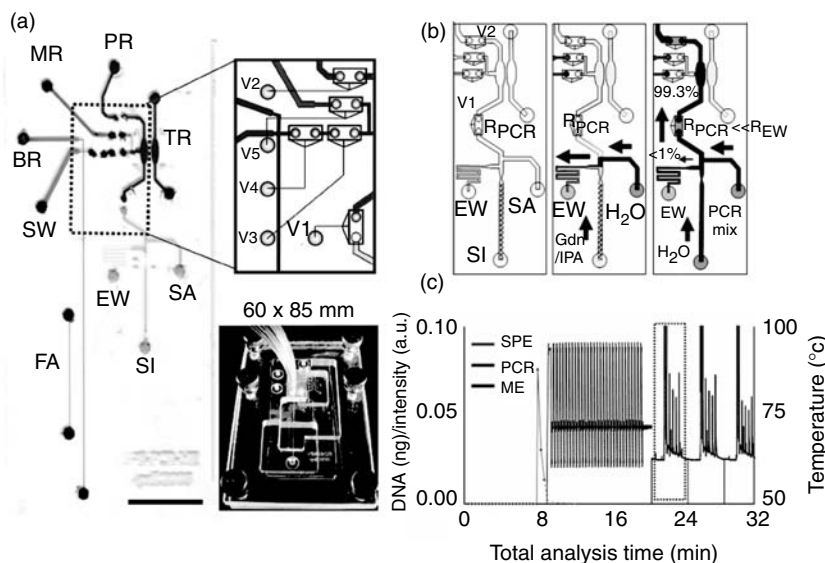 (a)
PR
MR
BR
TR
SW
EW
SA
FA
SI
V2
V5
V4
V3
V1
60 x 85 mm
(b)
V2
V1
RPCR
EW
SA
SI
RPCR
EW
H2O
Gdn
/IPA
99.3%
RPCR<<REW
<1%
EW
PCR
mix
H2O
(c)
DNA (ng)/intensity (a.u.)
0.10
0.05
0.00
SPE
PCR
ME
100
75
50
Temperature (°c)
0
8
16
24
32
Total analysis time (min)